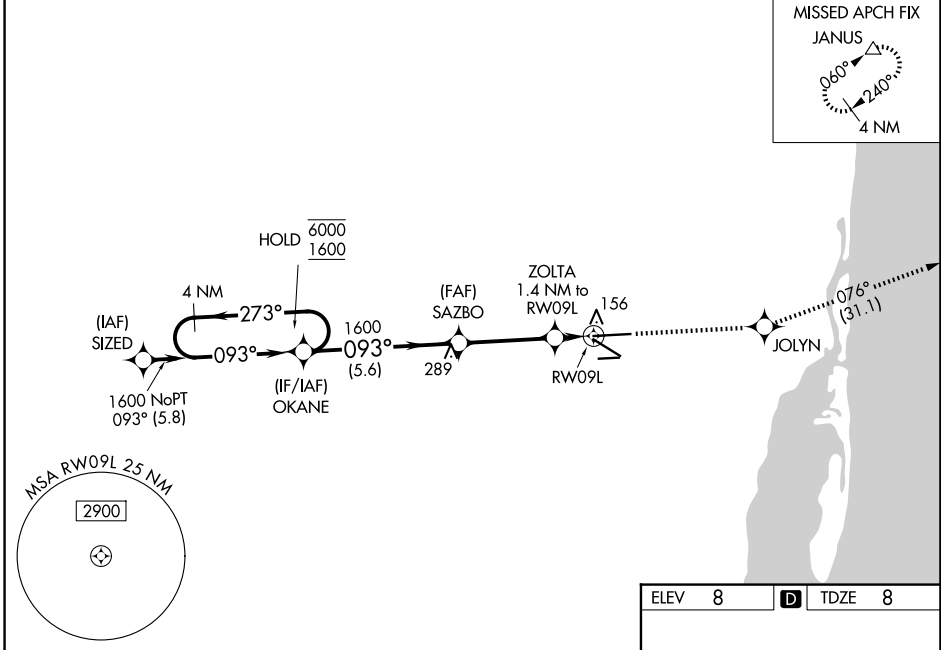 MISSED APCH FIX
JANUS
060°
240°
4 NM
HOLD
6000
1600
4 NM
273°
093°
(IAF)
SIZED
1600 NoPT
093° (5.8)
(IF/IAF)
OKANE
1600
093°
(5.6)
(FAF)
SAZBO
289
ZOLTA
1.4 NM to
RW09L
156
RW09L
JOLYN
076°
(31.1)
MSA RW09L 25 NM
2900
ELEV 8 D TDZE 8